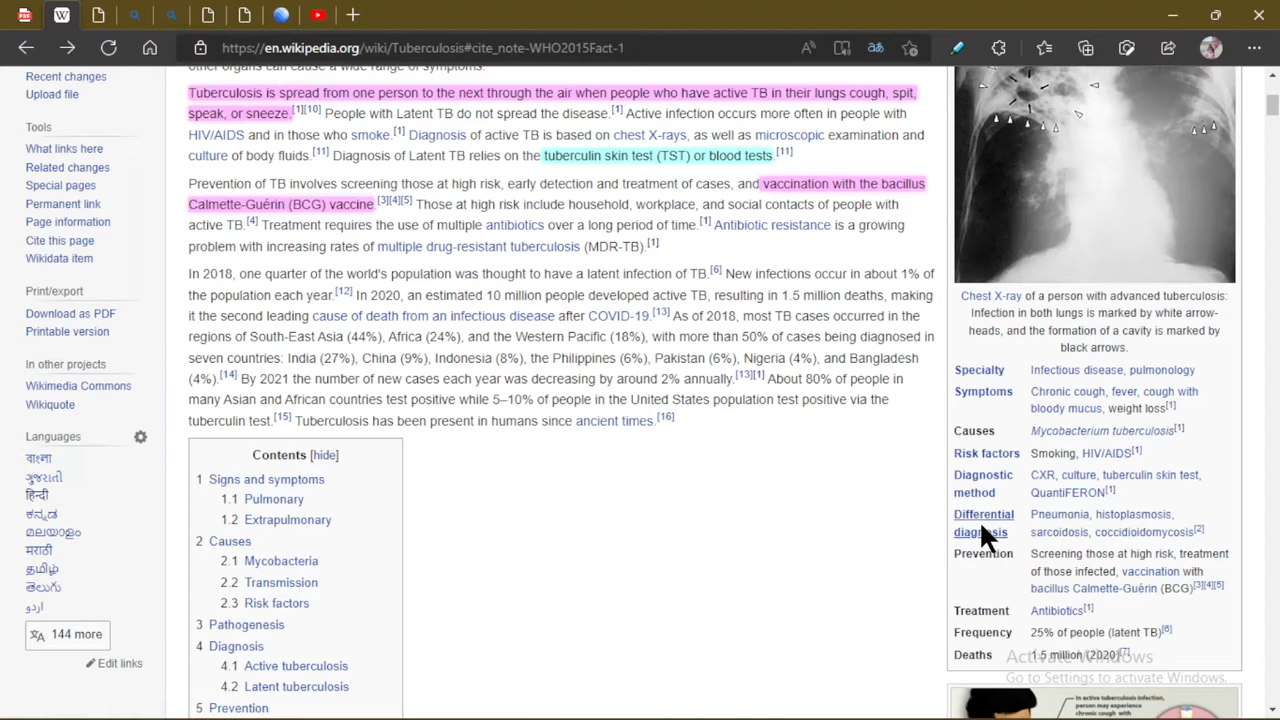 https://en.wikipedia.org/wiki/Tuberculosis#cite_note-WHO2015Fact-1
Recent changes
Upload file
Tools
What links here
Related changes
Special pages
Permanent link
Page information
Cite this page
Wikidata item
Print/export
Download as PDF
Printable version
In other projects
Wikimedia Commons
Wikiquote
Languages
বাংলা
ગુજરાતી
हिन्दी
ಕನ್ನಡ
മലയാളം
मराठी
தமிழ்
తెలుగు
اردو
144 more
Edit links
other organs can cause a wide range of symptoms.
Tuberculosis is spread from one person to the next through the air when people who have active TB in their lungs cough, spit,
speak, or sneeze.[1][10] People with Latent TB do not spread the disease.[1] Active infection occurs more often in people with
HIV/AIDS and in those who smoke.[1] Diagnosis of active TB is based on chest X-rays, as well as microscopic examination and
culture of body fluids.[11] Diagnosis of Latent TB relies on the tuberculin skin test (TST) or blood tests.[11]
Prevention of TB involves screening those at high risk, early detection and treatment of cases, and vaccination with the bacillus
Calmette-Guérin (BCG) vaccine.[3][4][5] Those at high risk include household, workplace, and social contacts of people with
active TB.[4] Treatment requires the use of multiple antibiotics over a long period of time.[1] Antibiotic resistance is a growing
problem with increasing rates of multiple drug-resistant tuberculosis (MDR-TB).[1]
In 2018, one quarter of the world's population was thought to have a latent infection of TB.[6] New infections occur in about 1% of
the population each year.[12] In 2020, an estimated 10 million people developed active TB, resulting in 1.5 million deaths, making
it the second leading cause of death from an infectious disease after COVID-19.[13] As of 2018, most TB cases occurred in the
regions of South-East Asia (44%), Africa (24%), and the Western Pacific (18%), with more than 50% of cases being diagnosed in
seven countries: India (27%), China (9%), Indonesia (8%), the Philippines (6%), Pakistan (6%), Nigeria (4%), and Bangladesh
(4%).[14] By 2021 the number of new cases each year was decreasing by around 2% annually.[13][1] About 80% of people in
many Asian and African countries test positive while 5–10% of people in the United States population test positive via the
tuberculin test.[15] Tuberculosis has been present in humans since ancient times.[16]
Contents [hide]
1 Signs and symptoms
1.1 Pulmonary
1.2 Extrapulmonary
2 Causes
2.1 Mycobacteria
2.2 Transmission
2.3 Risk factors
3 Pathogenesis
4 Diagnosis
4.1 Active tuberculosis
4.2 Latent tuberculosis
5 Prevention
Chest X-ray of a person with advanced tuberculosis:
Infection in both lungs is marked by white arrow-
heads, and the formation of a cavity is marked by
black arrows.
Specialty Infectious disease, pulmonology
Symptoms Chronic cough, fever, cough with
bloody mucus, weight loss[1]
Causes Mycobacterium tuberculosis[1]
Risk factors Smoking, HIV/AIDS[1]
Diagnostic CXR, culture, tuberculin skin test,
method QuantiFERON[1]
Differential Pneumonia, histoplasmosis,
diagnosis sarcoidosis, coccidioidomycosis[2]
Prevention Screening those at high risk, treatment
of those infected, vaccination with
bacillus Calmette-Guérin (BCG)[3][4][5]
Treatment Antibiotics[1]
Frequency 25% of people (latent TB)[6]
Deaths 1.5 million (2020)[7]
Activate Windows
Go to Settings to activate Windows.
In active tuberculosis infection,
person may experience
chronic cough with